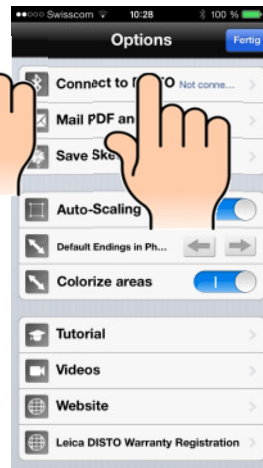 Swisscom 10:28 100 %
Options Fertig
Connect to Not conne...
Mail PDF an
Save Ske
Auto-Scaling
Default Endings in Ph...
Colorize areas
Tutorial
Videos
Website
Leica DISTO Warranty Registration